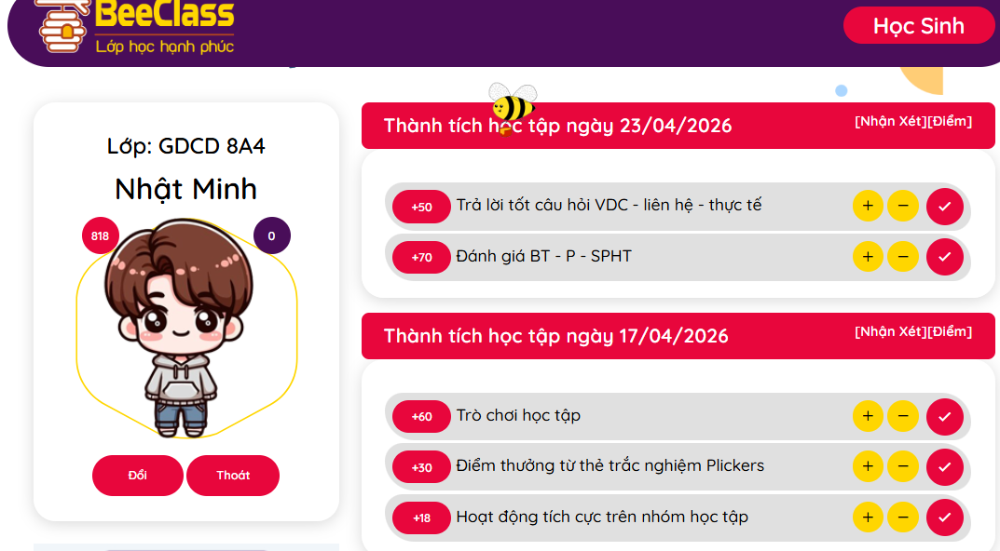 BeeClass
Lớp học hạnh phúc
Học Sinh
Lớp: GDCD 8A4
Nhật Minh
818
0
Đổi
Thoát
Thành tích học tập ngày 23/04/2026
[Nhận Xét][Điểm]
+50 Trả lời tốt câu hỏi VDC - liên hệ - thực tế + −
+70 Đánh giá BT - P - SPHT + −
Thành tích học tập ngày 17/04/2026
[Nhận Xét][Điểm]
+60 Trò chơi học tập + −
+30 Điểm thưởng từ thẻ trắc nghiệm Plickers + −
+18 Hoạt động tích cực trên nhóm học tập + −